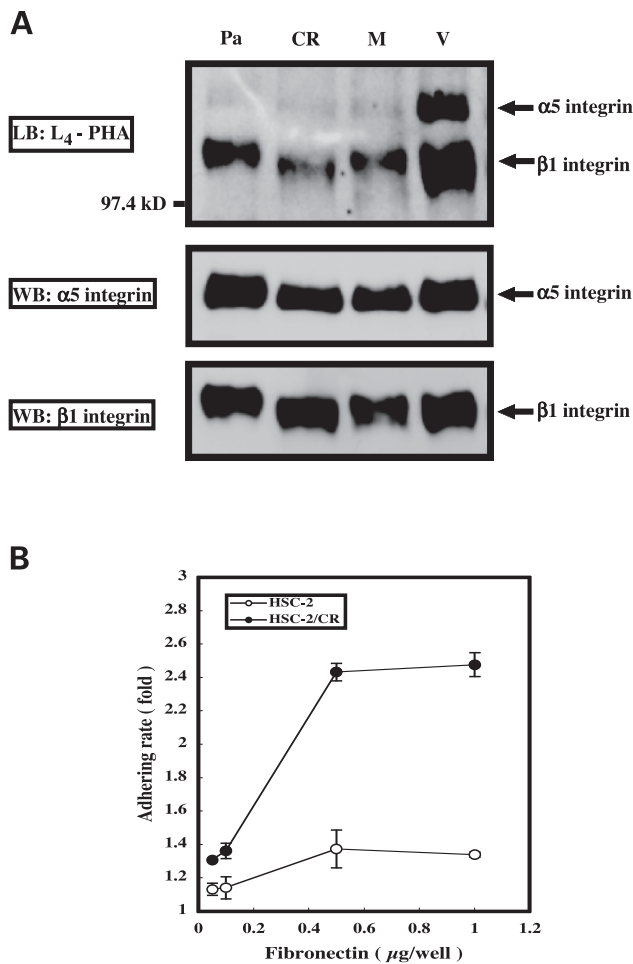 A
Pa CR M V
LB: L4 - PHA
α5 integrin
β1 integrin
97.4 kD
WB: α5 integrin
α5 integrin
WB: β1 integrin
β1 integrin
B
3
2.8
2.6
2.4
2.2
2
1.8
1.6
1.4
1.2
1
HSC-2
HSC-2/CR
Adhering rate ( fold )
0 0.2 0.4 0.6 0.8 1 1.2
Fibronectin ( µg/well )